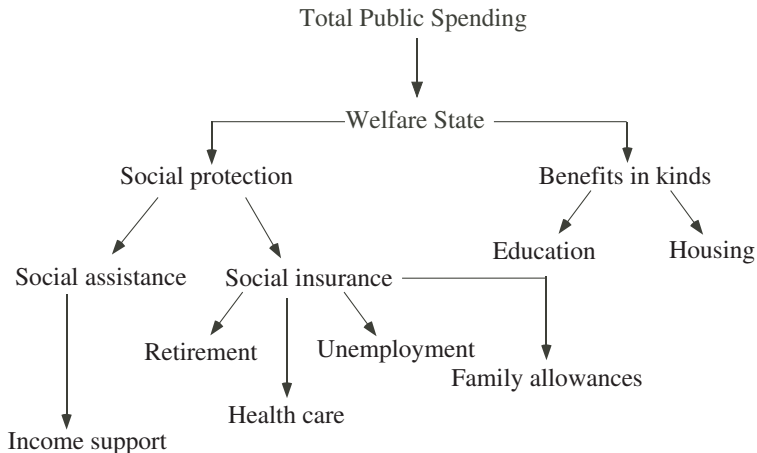 Total Public Spending
Welfare State
Social protection
Benefits in kinds
Education
Housing
Social assistance
Social insurance
Retirement
Unemployment
Family allowances
Health care
Income support